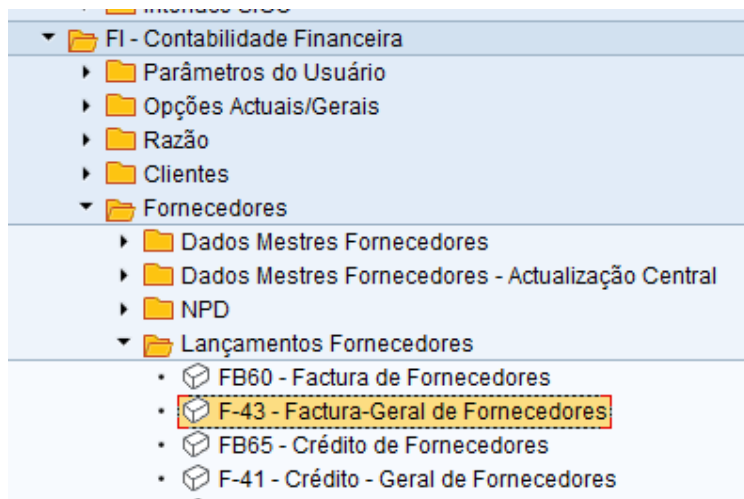 FI - Contabilidade Financeira
Parâmetros do Usuário
Opções Actuais/Gerais
Razão
Clientes
Fornecedores
Dados Mestres Fornecedores
Dados Mestres Fornecedores - Actualização Central
NPD
Lançamentos Fornecedores
FB60 - Factura de Fornecedores
F-43 - Factura-Geral de Fornecedores
FB65 - Crédito de Fornecedores
F-41 - Crédito - Geral de Fornecedores